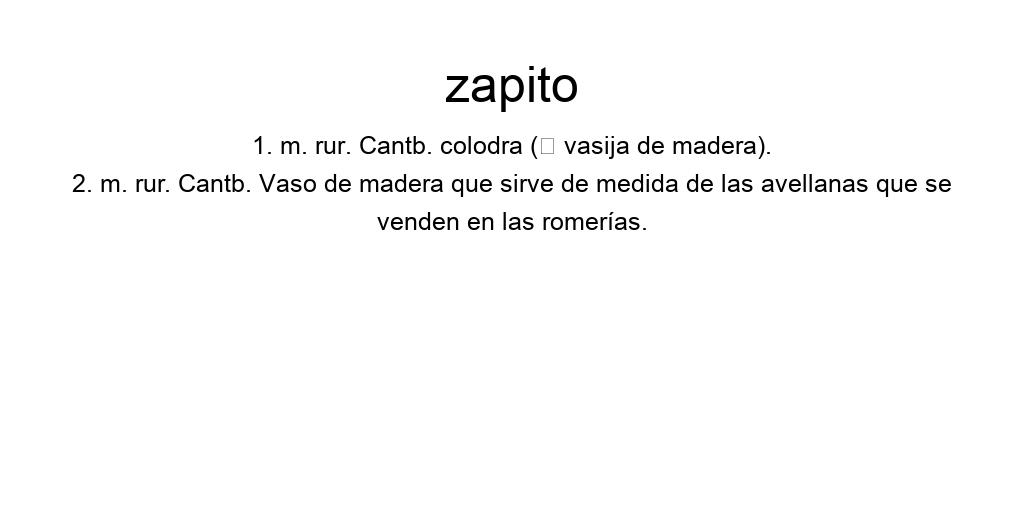 zapito
1. m. rur. Cantb. colodra (□ vasija de madera).
2. m. rur. Cantb. Vaso de madera que sirve de medida de las avellanas que se
venden en las romerías.